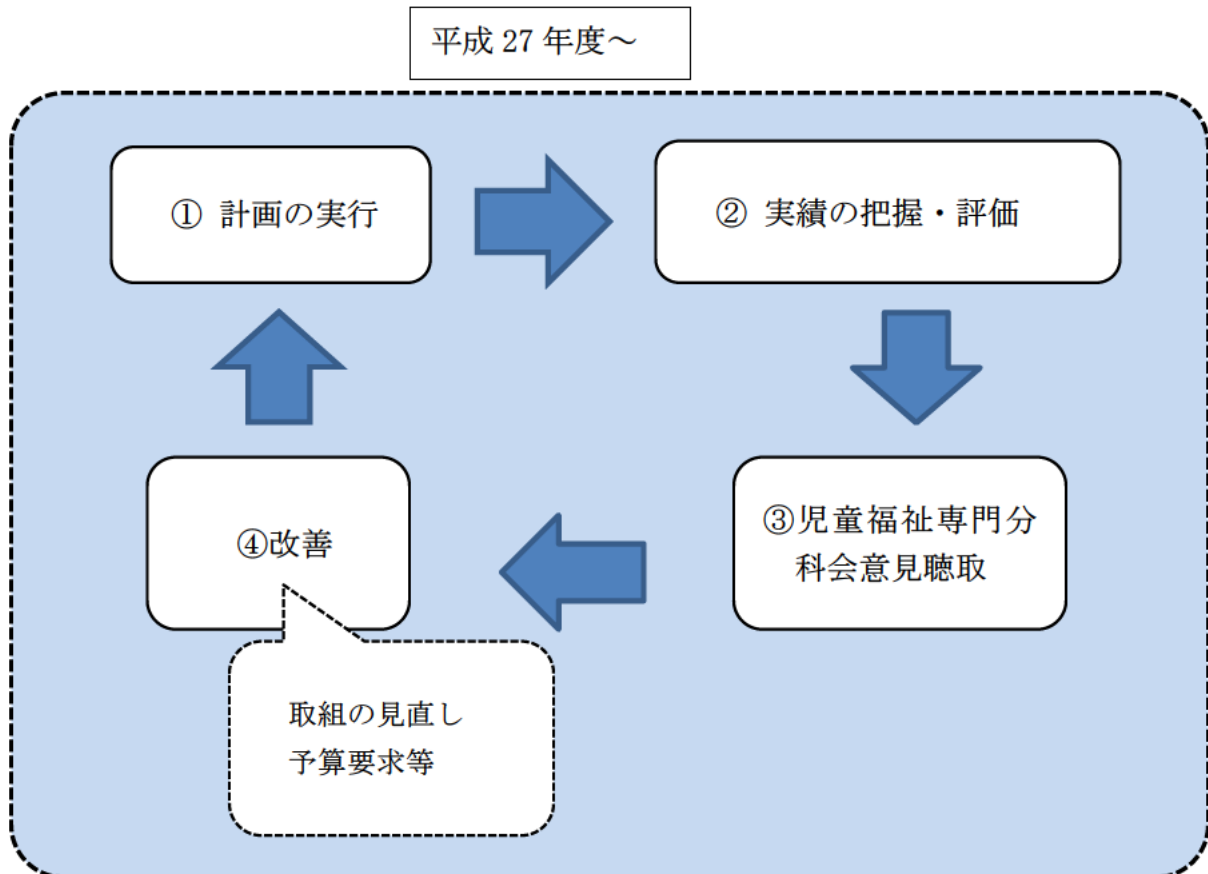 平成 27 年度～
① 計画の実行
② 実績の把握・評価
③児童福祉専門分
科会意見聴取
④改善
取組の見直し
予算要求等